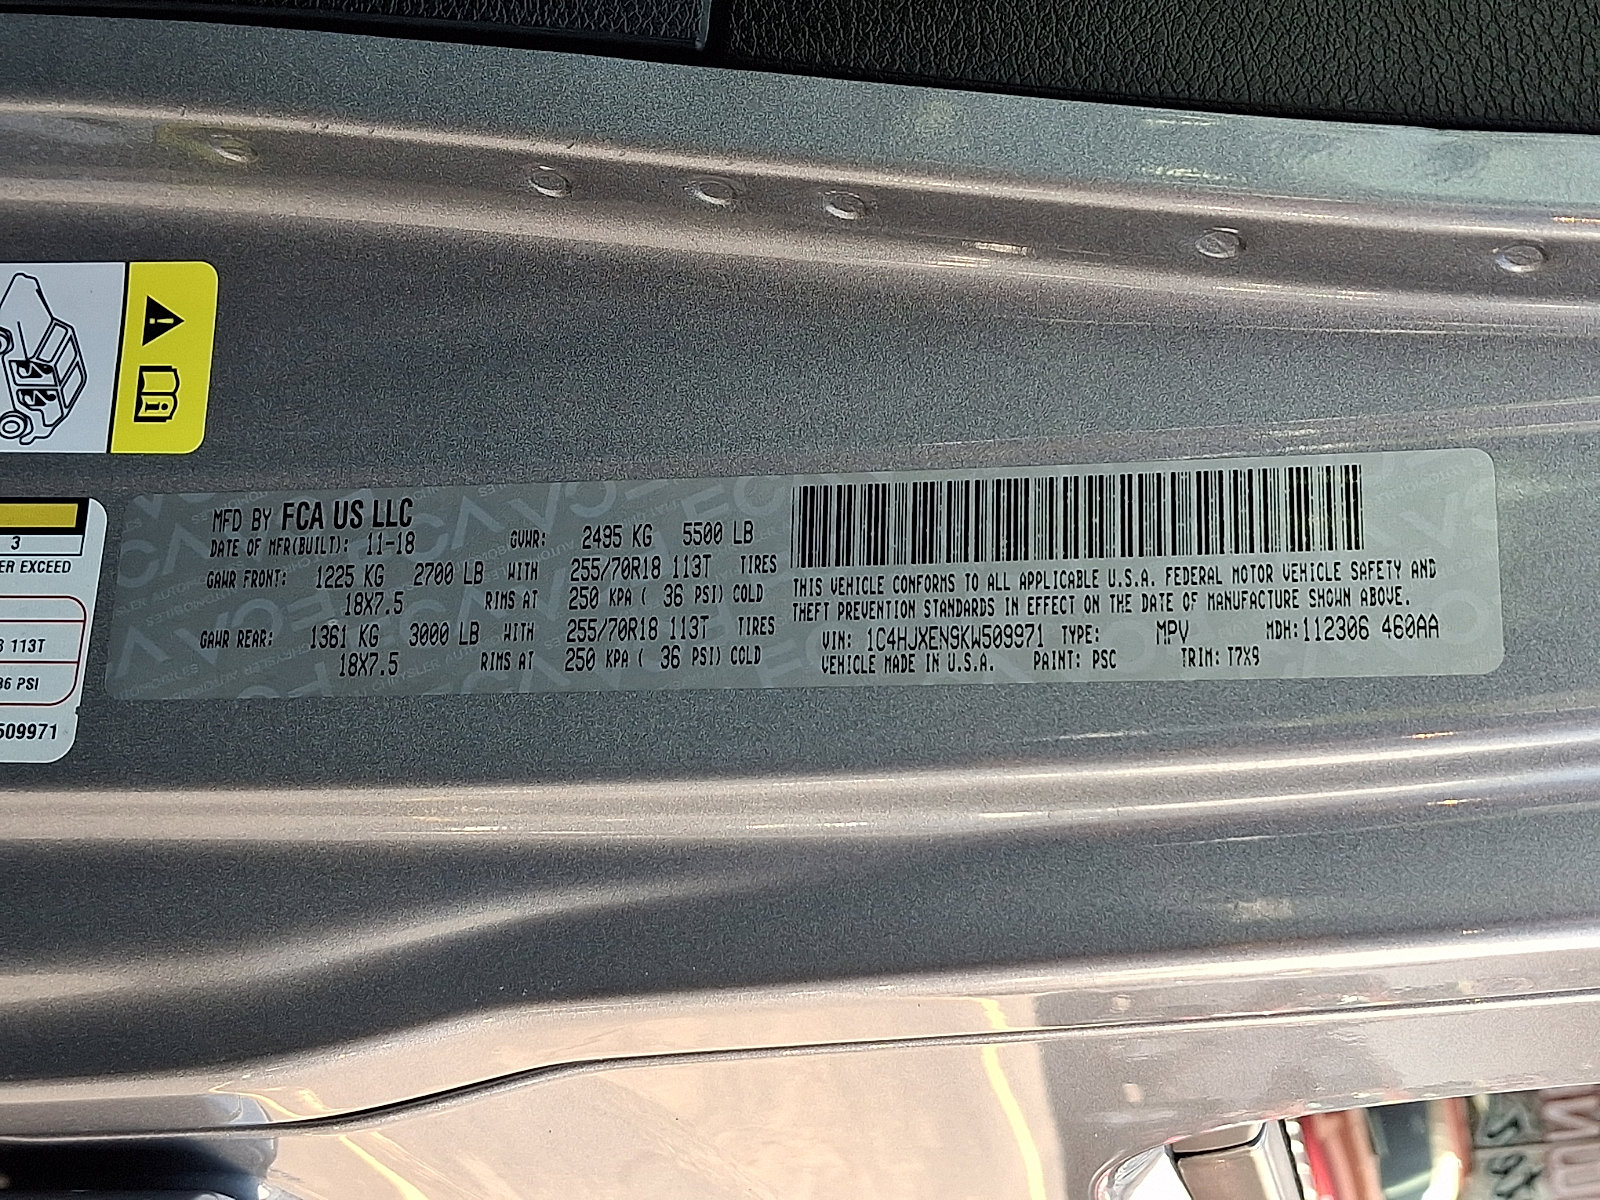 MFD BY FCA US LLC
DATE OF MFR(BUILT): 11-18 GVWR: 2495 KG 5500 LB
GAWR FRONT: 1225 KG 2700 LB WITH 255/70R18 113T TIRES
18X7.5 RIMS AT 250 KPA ( 36 PSI) COLD
GAWR REAR: 1361 KG 3000 LB WITH 255/70R18 113T TIRES
18X7.5 RIMS AT 250 KPA ( 36 PSI) COLD
THIS VEHICLE CONFORMS TO ALL APPLICABLE U.S.A. FEDERAL MOTOR VEHICLE SAFETY AND
THEFT PREVENTION STANDARDS IN EFFECT ON THE DATE OF MANUFACTURE SHOWN ABOVE.
VIN: 1C4HJXEN9KW509971 TYPE: MPV MDH:112306 460AA
VEHICLE MADE IN U.S.A. PAINT: PSC TRIM: T7X9
3
ER EXCEED
113T
36 PSI
509971